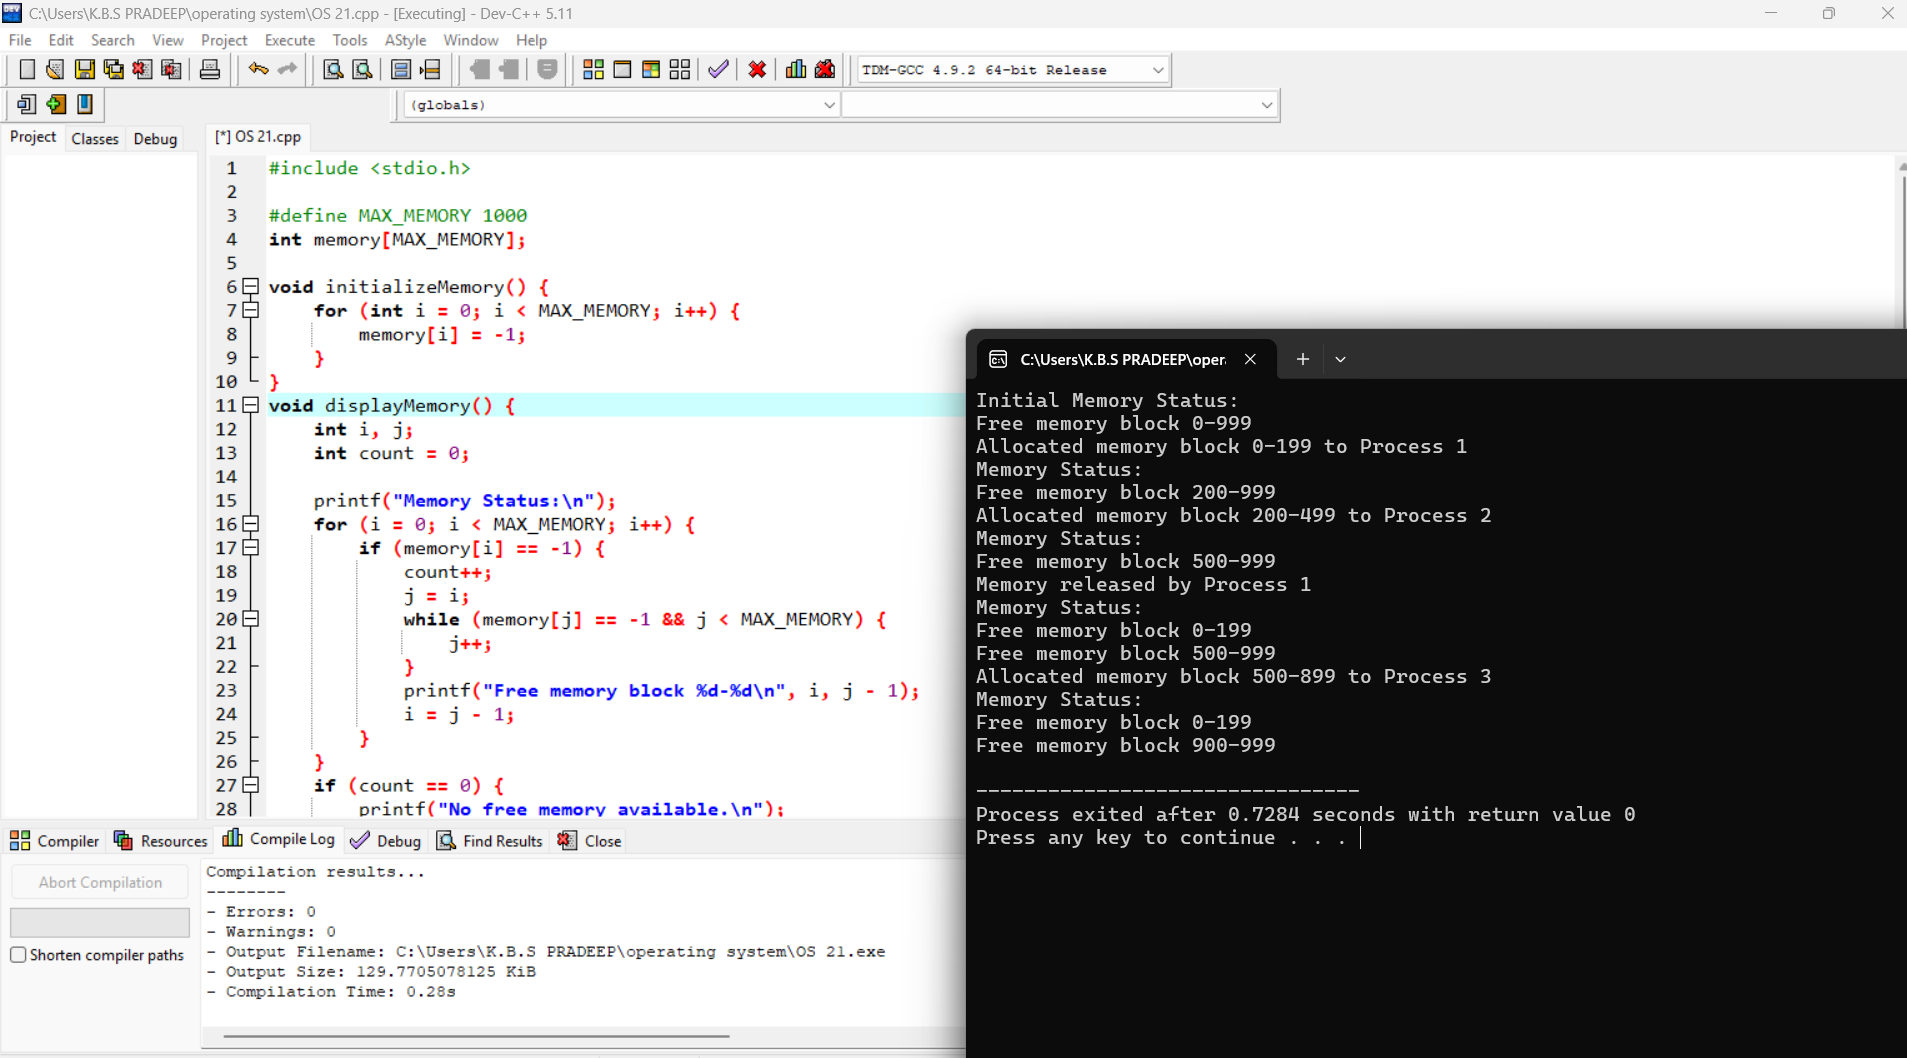 C:\Users\K.B.S PRADEEP\operating system\OS 21.cpp - [Executing] - Dev-C++ 5.11
File Edit Search View Project Execute Tools AStyle Window Help
TDM-GCC 4.9.2 64-bit Release
(globals)
Project Classes Debug
[*] OS 21.cpp
1 #include <stdio.h>
2
3 #define MAX_MEMORY 1000
4 int memory[MAX_MEMORY];
5
6 void initializeMemory() {
7 for (int i = 0; i < MAX_MEMORY; i++) {
8 memory[i] = -1;
9 }
10 }
11 void displayMemory() {
12 int i, j;
13 int count = 0;
14
15 printf("Memory Status:\n");
16 for (i = 0; i < MAX_MEMORY; i++) {
17 if (memory[i] == -1) {
18 count++;
19 j = i;
20 while (memory[j] == -1 && j < MAX_MEMORY) {
21 j++;
22 }
23 printf("Free memory block %d-%d\n", i, j - 1);
24 i = j - 1;
25 }
26 }
27 if (count == 0) {
28 printf("No free memory available.\n");
C:\Users\K.B.S PRADEEP\oper
Initial Memory Status:
Free memory block 0-999
Allocated memory block 0-199 to Process 1
Memory Status:
Free memory block 200-999
Allocated memory block 200-499 to Process 2
Memory Status:
Free memory block 500-999
Memory released by Process 1
Memory Status:
Free memory block 0-199
Free memory block 500-999
Allocated memory block 500-899 to Process 3
Memory Status:
Free memory block 0-199
Free memory block 900-999
--------------------------------
Process exited after 0.7284 seconds with return value 0
Press any key to continue . . .
Compiler Resources Compile Log Debug Find Results Close
Abort Compilation
Shorten compiler paths
Compilation results...
--------
- Errors: 0
- Warnings: 0
- Output Filename: C:\Users\K.B.S PRADEEP\operating system\OS 21.exe
- Output Size: 129.7705078125 KiB
- Compilation Time: 0.28s